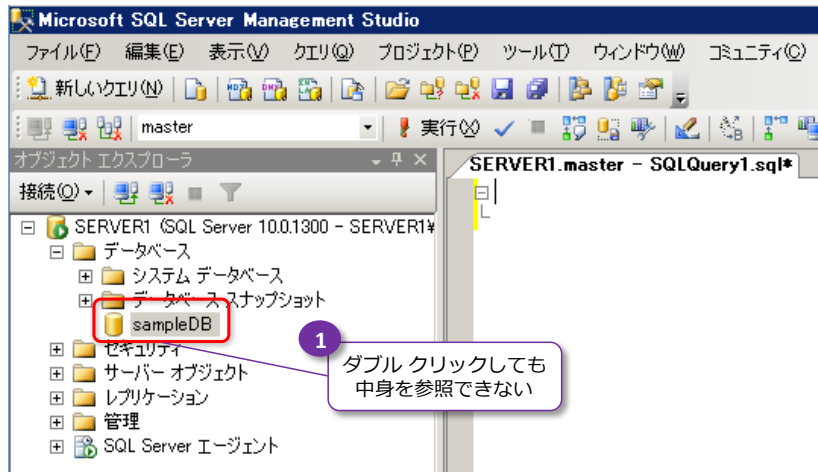 Microsoft SQL Server Management Studio
ファイル(F) 編集(E) 表示(V) クエリ(Q) プロジェクト(P) ツール(T) ウィンドウ(W) コミュニティ(C)
新しいクエリ(N)
master 実行(X)
オブジェクト エクスプローラ
SERVER1.master - SQLQuery1.sql*
接続(O)
SERVER1 (SQL Server 10.0.1300 - SERVER1¥
データベース
システム データベース
データベース スナップショット
sampleDB
セキュリティ
サーバー オブジェクト
レプリケーション
管理
SQL Server エージェント
1
ダブル クリックしても
中身を参照できない